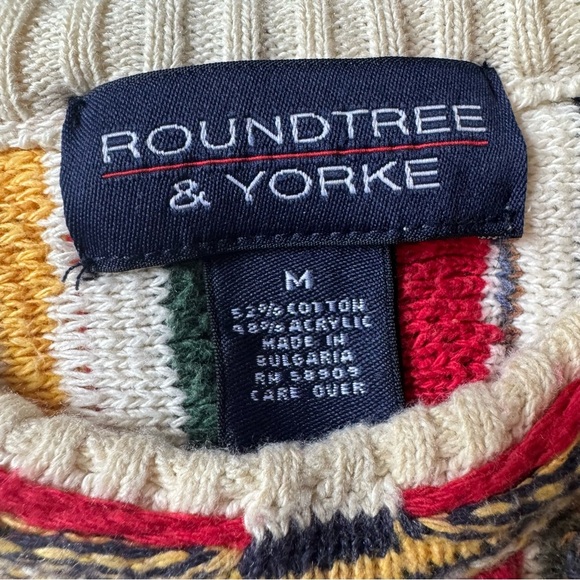 ROUNDTREE
& YORKE
M
52% COTTON
48% ACRYLIC
MADE IN
BULGARIA
RN 58909
CARE OVER